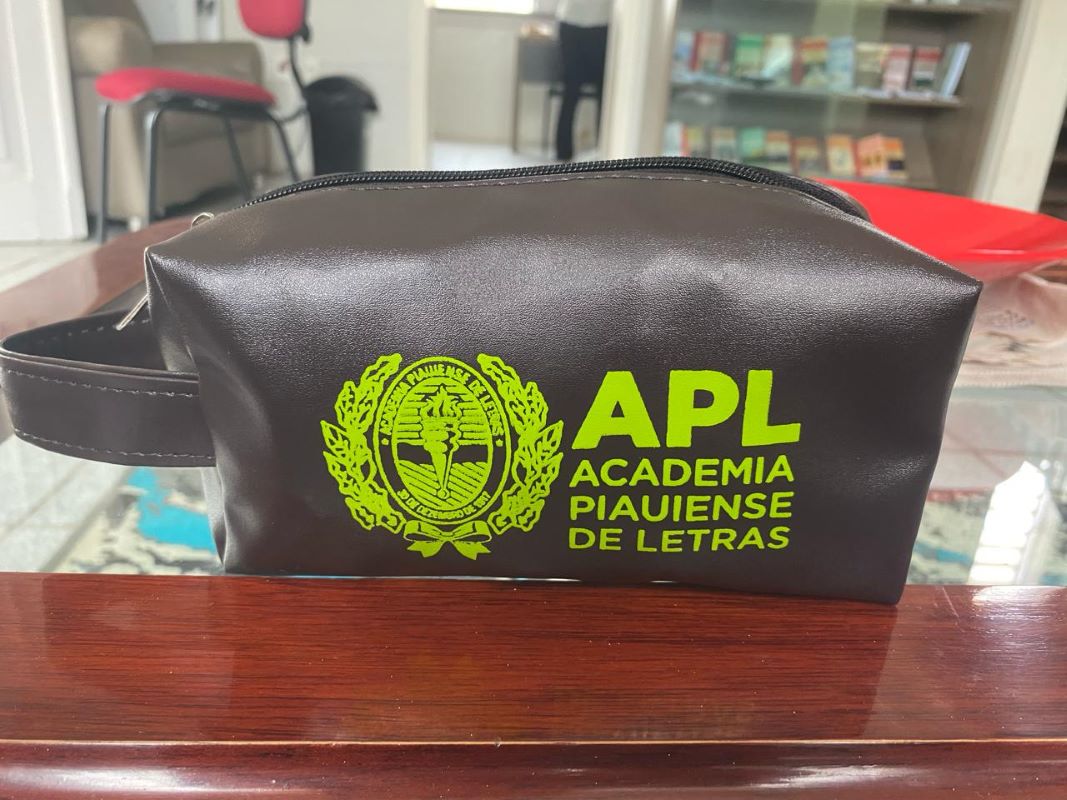 ACADEMIA PIAUIENSE DE LETRAS
30 DE DEZEMBRO DE 1917
APL
ACADEMIA
PIAUIENSE
DE LETRAS